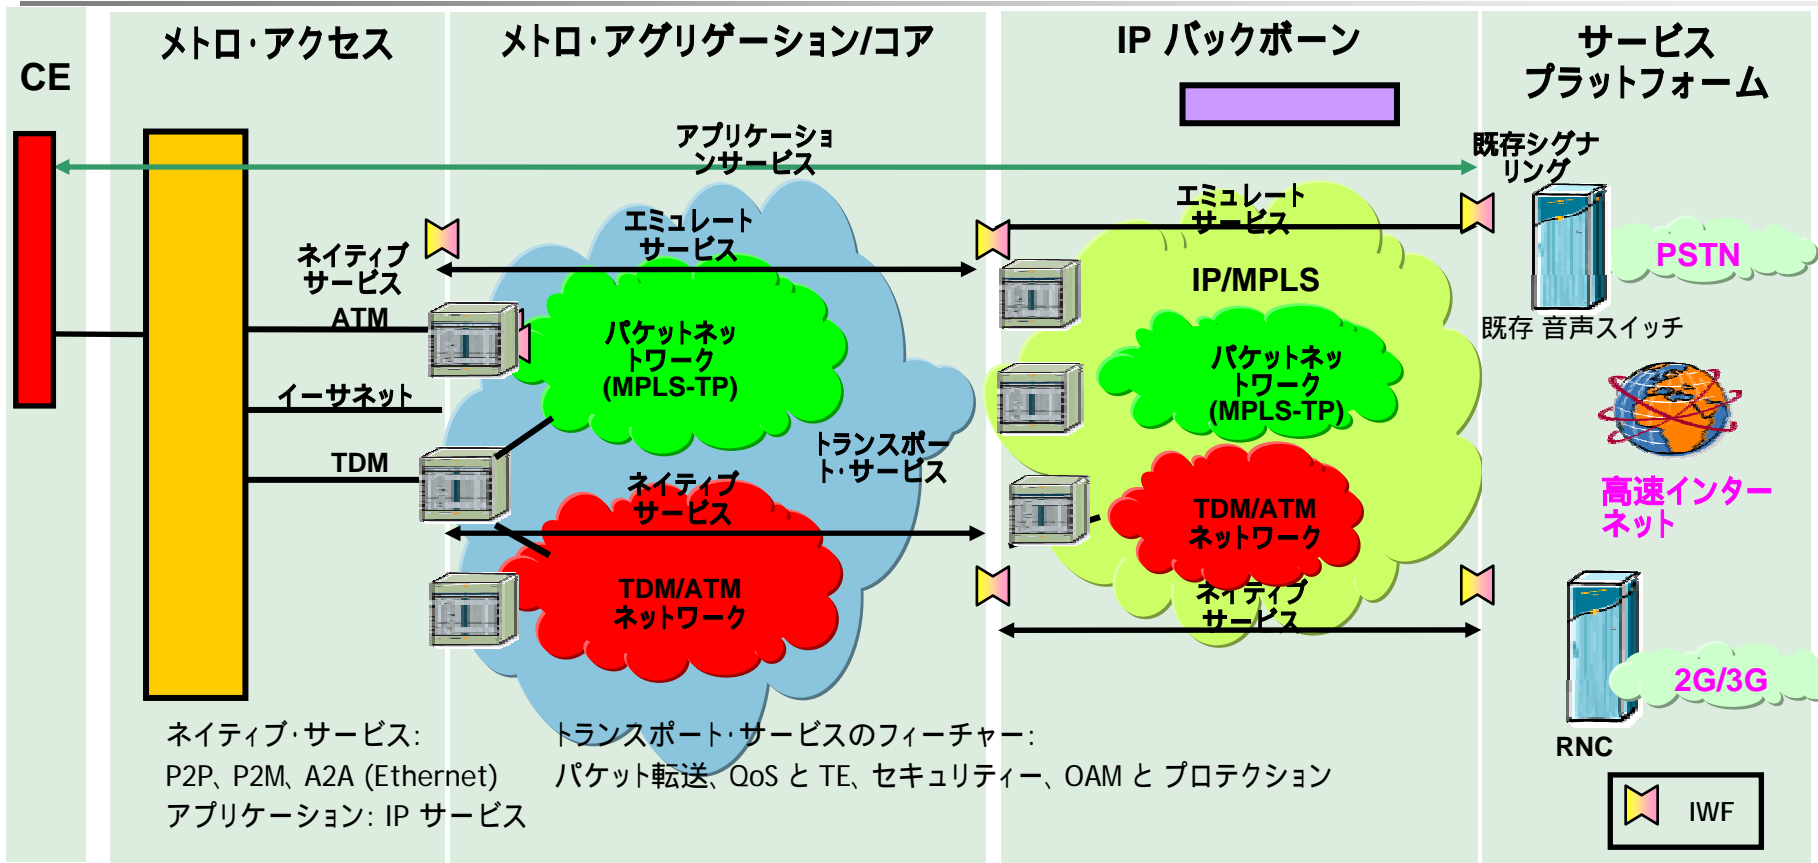 CE
メトロ・アクセス
メトロ・アグリゲーション/コア
IP バックボーン
サービス
プラットフォーム
アプリケーショ
ンサービス
既存シグナ
リング
エミュレート
サービス
エミュレート
サービス
ネイティブ
サービス
ATM
イーサネット
TDM
パケットネッ
トワーク
(MPLS-TP)
トランスポー
ト・サービス
ネイティブ
サービス
TDM/ATM
ネットワーク
IP/MPLS
パケットネッ
トワーク
(MPLS-TP)
TDM/ATM
ネットワーク
ネイティブ
サービス
PSTN
既存 音声スイッチ
高速インター
ネット
2G/3G
RNC
IWF
ネイティブ・サービス:
P2P、P2M、A2A (Ethernet)
アプリケーション: IP サービス
トランスポート・サービスのフィーチャー:
パケット転送、QoS と TE、セキュリティー、OAM と プロテクション